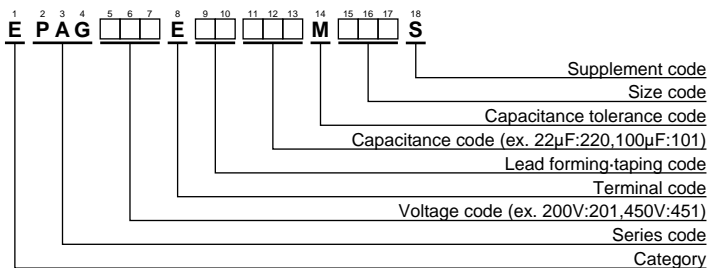 1 2 3 4 5 6 7 8 9 10 11 12 13 14 15 16 17 18
E PAG E M S
Supplement code
Size code
Capacitance tolerance code
Capacitance code (ex. 22μF:220,100μF:101)
Lead forming·taping code
Terminal code
Voltage code (ex. 200V:201,450V:451)
Series code
Category